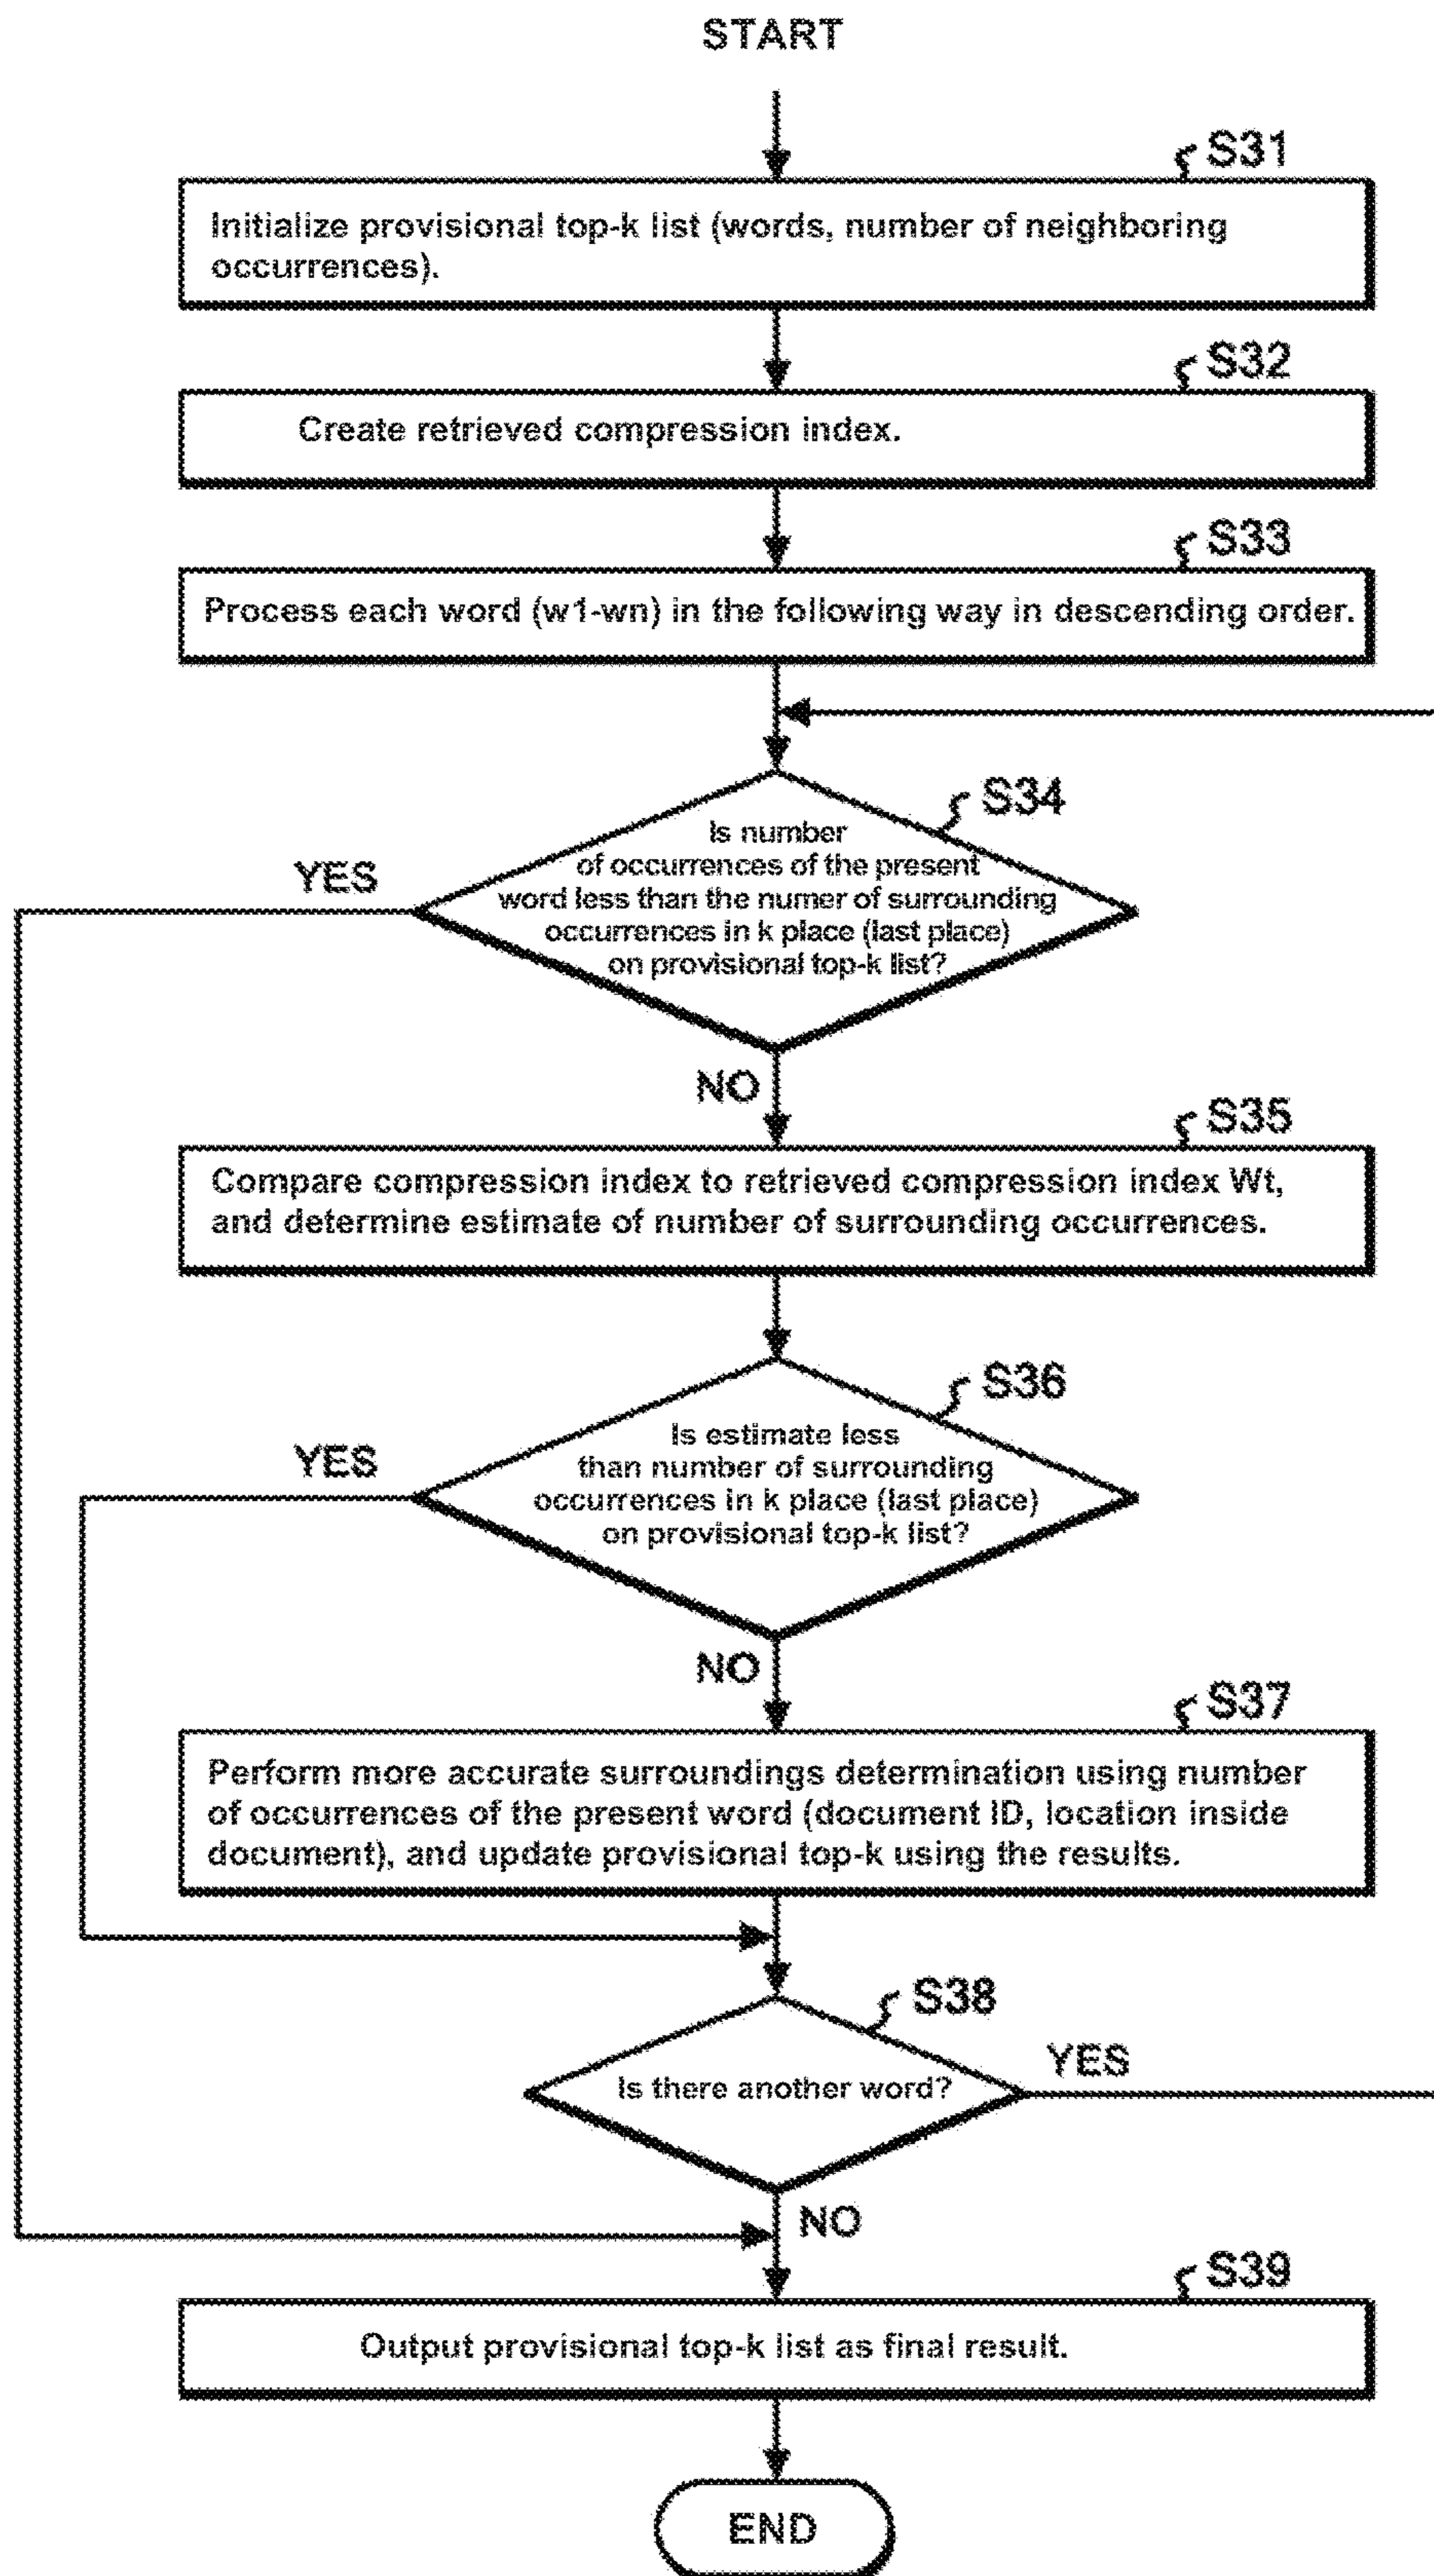 START
S31
Initialize provisional top-k list (words, number of neighboring
occurrences).
S32
Create retrieved compression index.
S33
Process each word (w1-wn) in the following way in descending order.
S34
Is number
of occurrences of the present
word less than the numer of surrounding
occurrences in k place (last place)
on provisional top-k list?
YES
NO
S35
Compare compression index to retrieved compression index Wt,
and determine estimate of number of surrounding occurrences.
S36
Is estimate less
than number of surrounding
occurrences in k place (last place)
on provisional top-k list?
YES
NO
S37
Perform more accurate surroundings determination using number
of occurrences of the present word (document ID, location inside
document), and update provisional top-k using the results.
S38
Is there another word?
YES
NO
S39
Output provisional top-k list as final result.
END